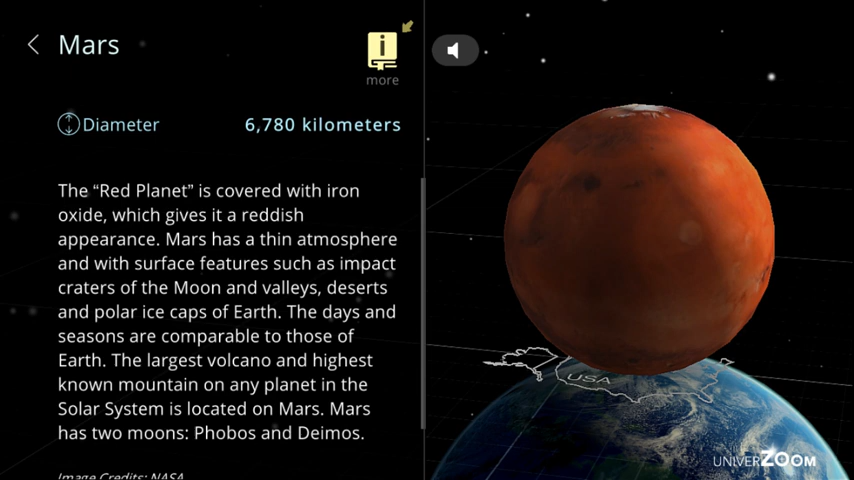 Mars
more
Diameter
6,780 kilometers
The “Red Planet” is covered with iron
oxide, which gives it a reddish
appearance. Mars has a thin atmosphere
and with surface features such as impact
craters of the Moon and valleys, deserts
and polar ice caps of Earth. The days and
seasons are comparable to those of
Earth. The largest volcano and highest
known mountain on any planet in the
Solar System is located on Mars. Mars
has two moons: Phobos and Deimos.
Image Credits: NASA
USA
UNIVERZOOM